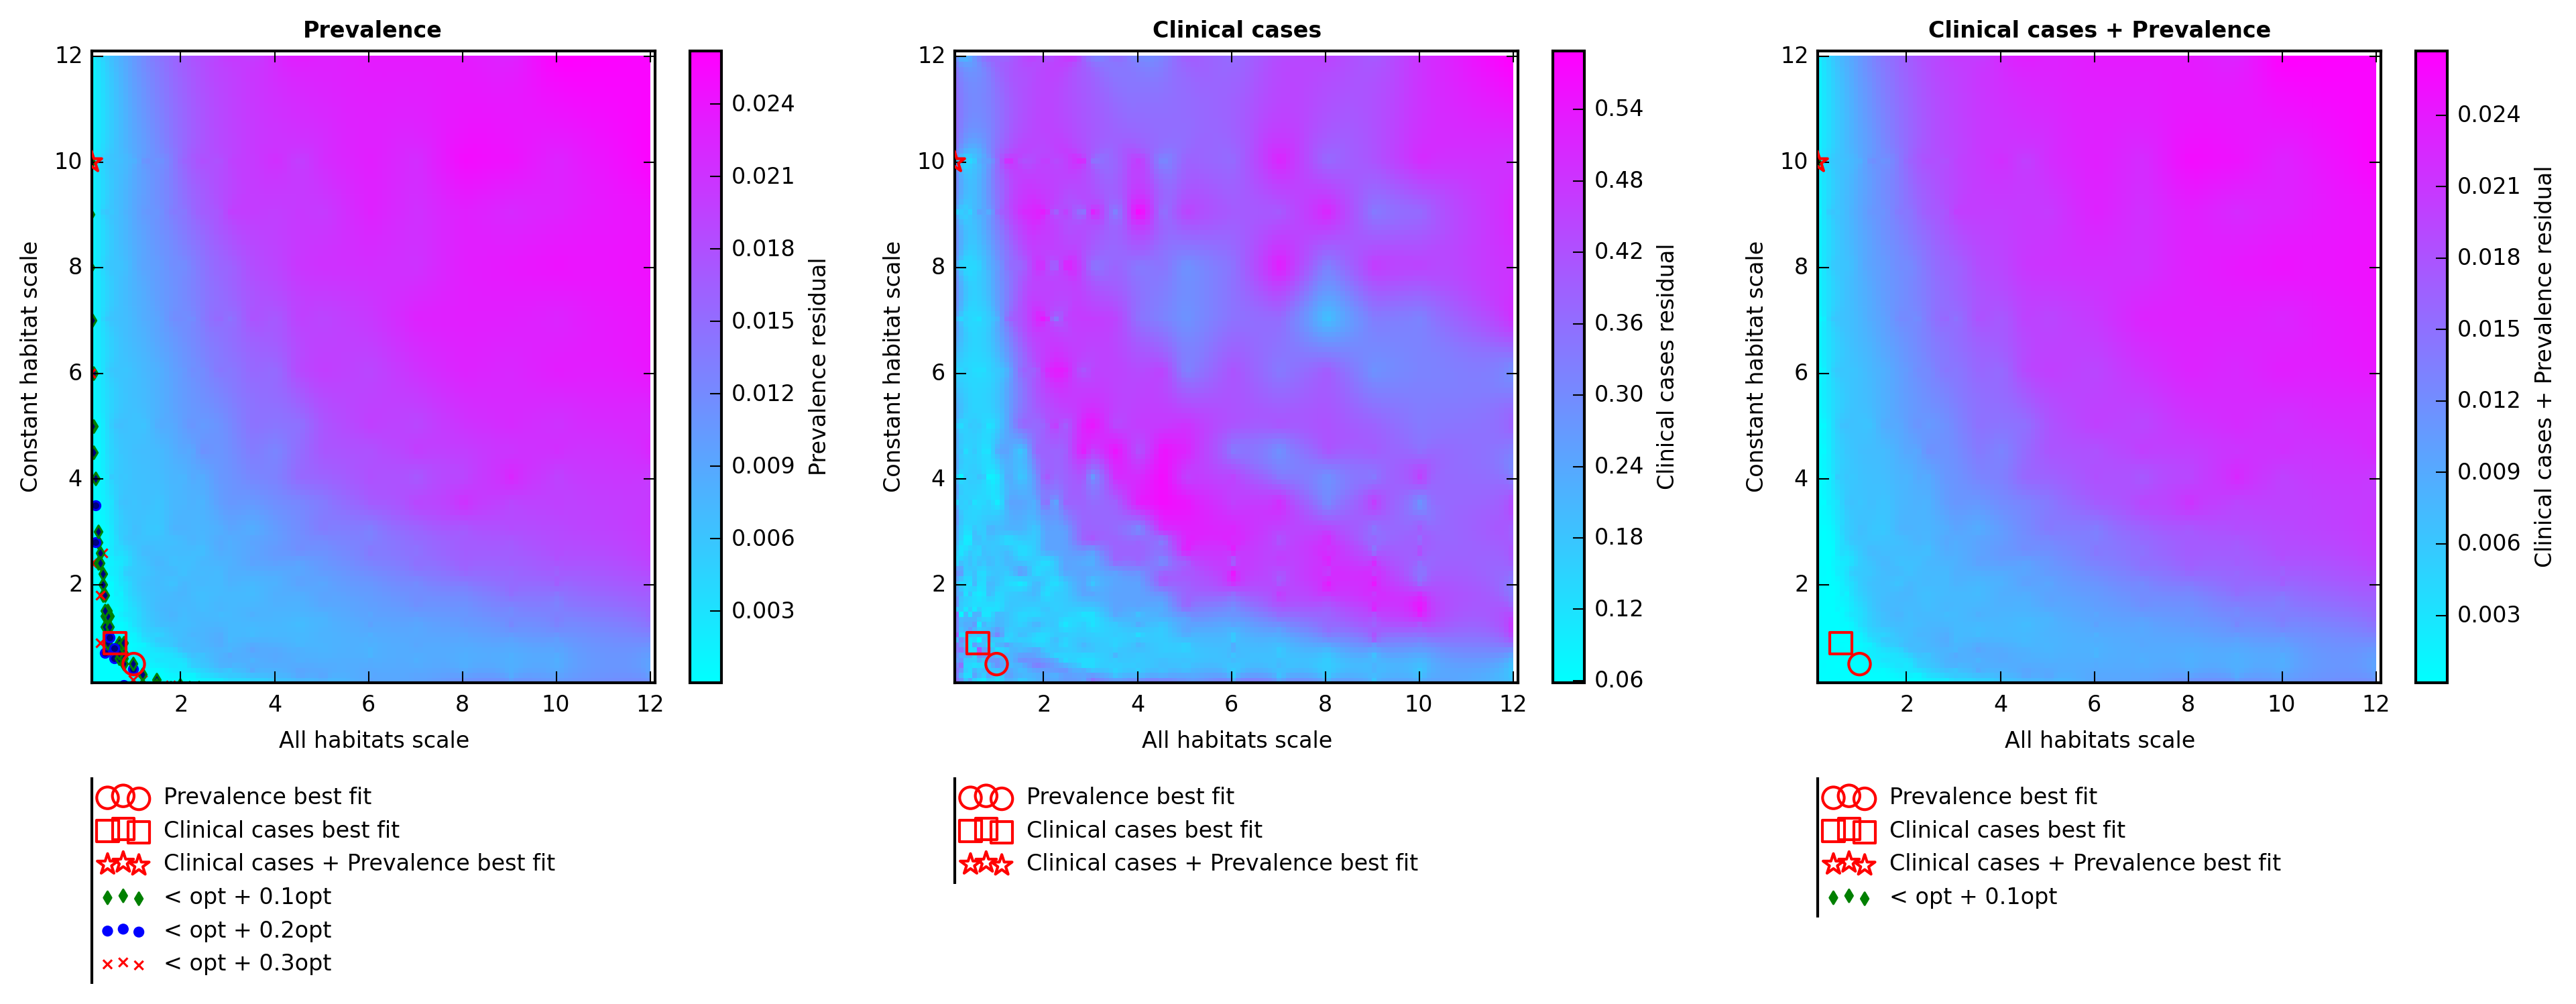 Prevalence
12
10
8
6
4
2
2 4 6 8 10 12
Constant habitat scale
All habitats scale
0.024
0.021
0.018
0.015
0.012
0.009
0.006
0.003
Prevalence residual
Prevalence best fit
Clinical cases best fit
Clinical cases + Prevalence best fit
< opt + 0.1opt
< opt + 0.2opt
< opt + 0.3opt
Clinical cases
12
10
8
6
4
2
2 4 6 8 10 12
Constant habitat scale
All habitats scale
0.54
0.48
0.42
0.36
0.30
0.24
0.18
0.12
0.06
Clinical cases residual
Prevalence best fit
Clinical cases best fit
Clinical cases + Prevalence best fit
Clinical cases + Prevalence
12
10
8
6
4
2
2 4 6 8 10 12
Constant habitat scale
All habitats scale
0.024
0.021
0.018
0.015
0.012
0.009
0.006
0.003
Clinical cases + Prevalence residual
Prevalence best fit
Clinical cases best fit
Clinical cases + Prevalence best fit
< opt + 0.1opt